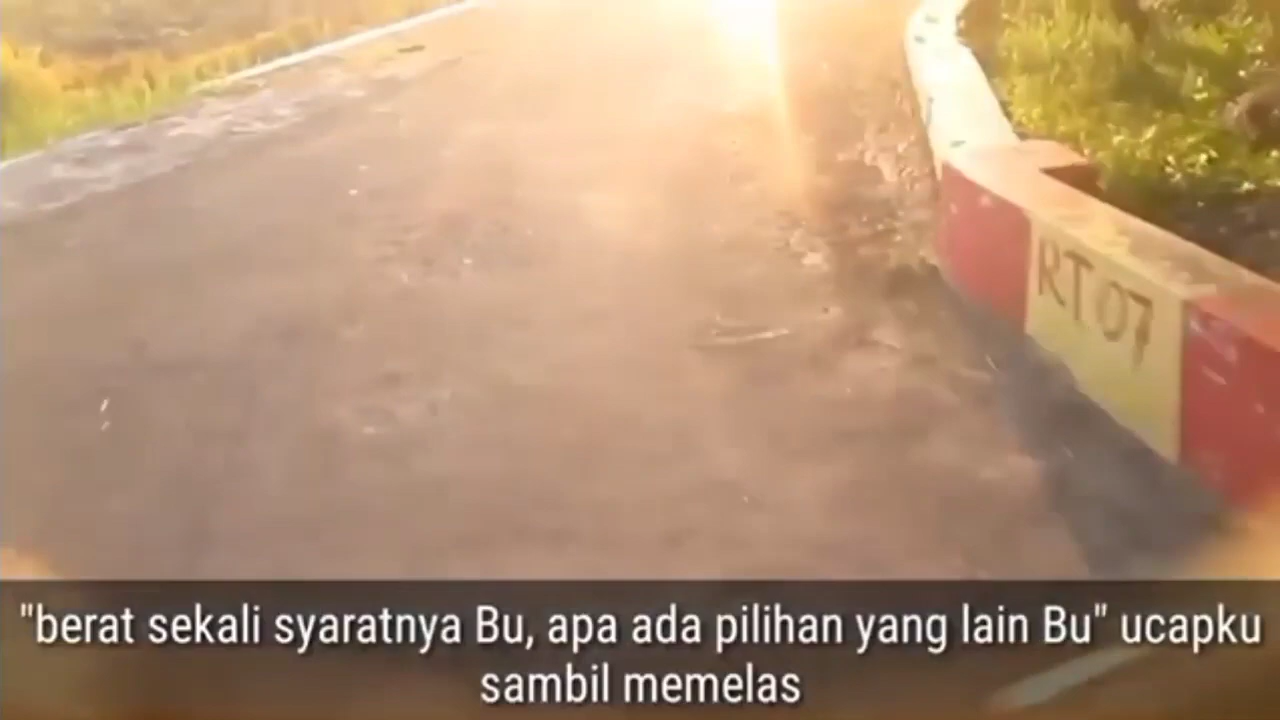 RT 07
"berat sekali syaratnya Bu, apa ada pilihan yang lain Bu" ucapku
sambil memelas